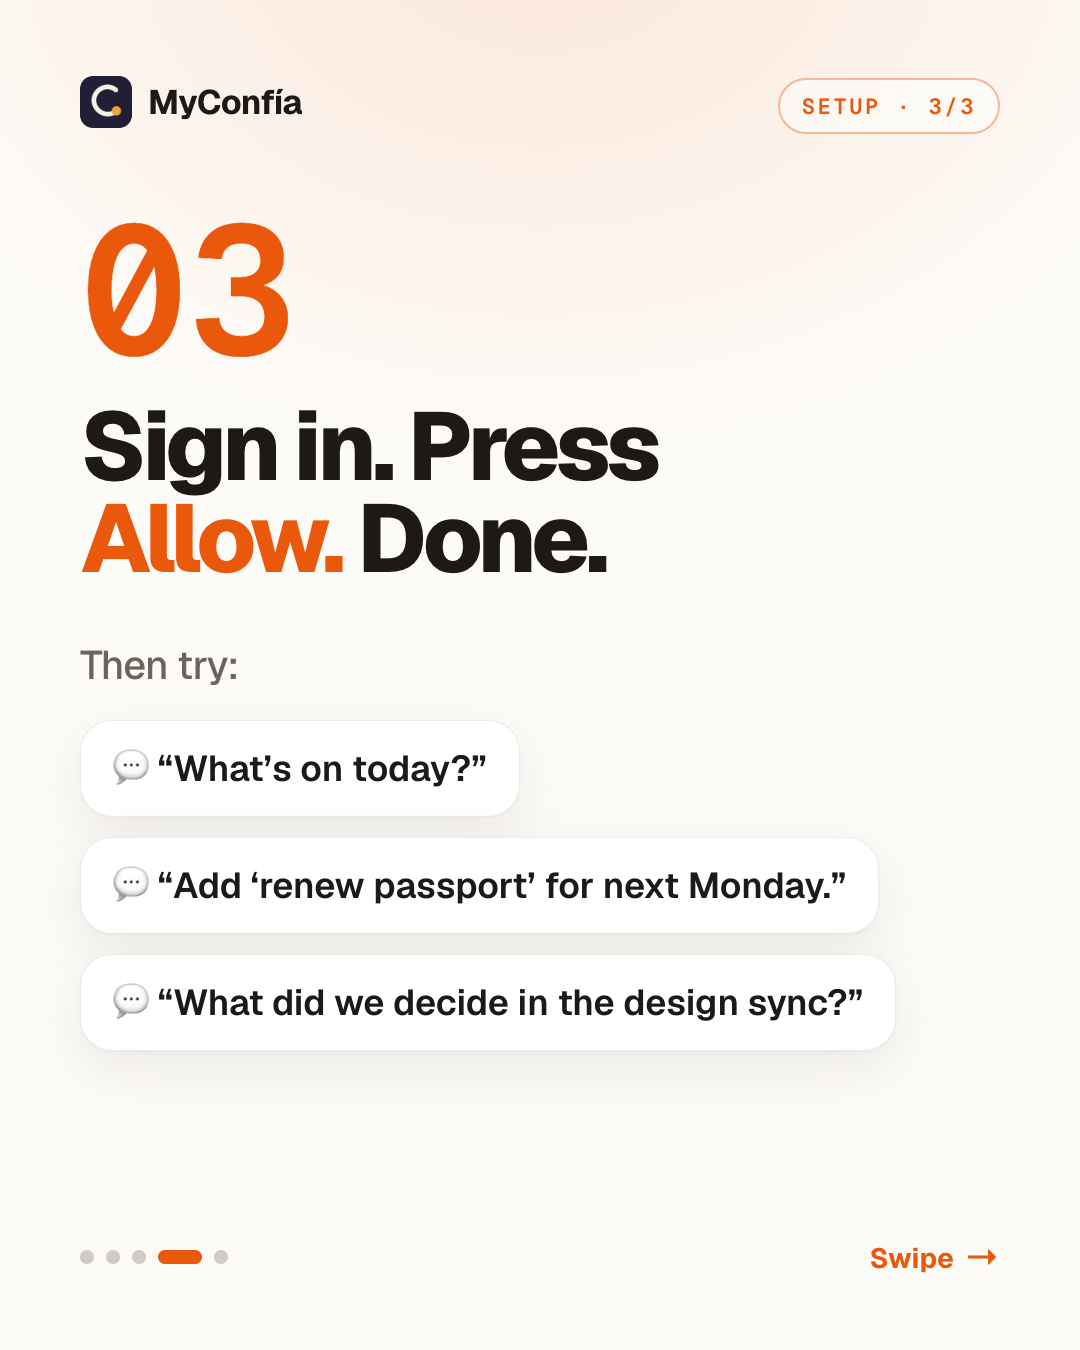 MyConfía
SETUP · 3/3
03
Sign in. Press
Allow. Done.
Then try:
💬 “What’s on today?”
💬 “Add ‘renew passport’ for next Monday.”
💬 “What did we decide in the design sync?”
Swipe →